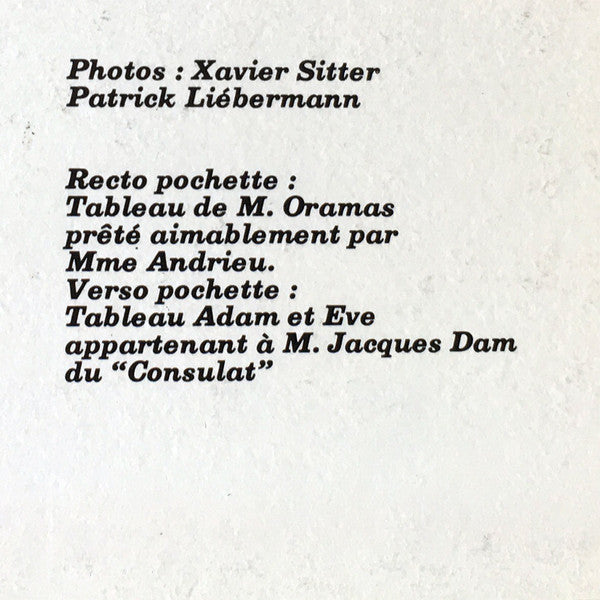 Photos : Xavier Sitter
Patrick Liébermann
Recto pochette :
Tableau de M. Oramas
prêté aimablement par
Mme Andrieu.
Verso pochette :
Tableau Adam et Eve
appartenant à M. Jacques Dam
du “Consulat”